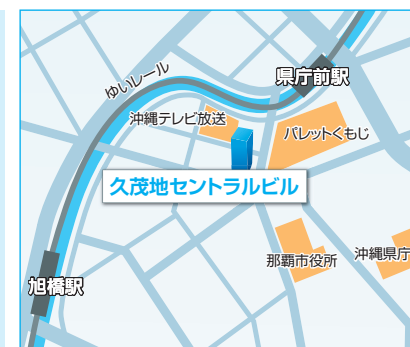 県庁前駅
ゆいレール
沖縄テレビ放送
パレットくもじ
久茂地セントラルビル
那覇市役所
沖縄県庁
旭橋駅